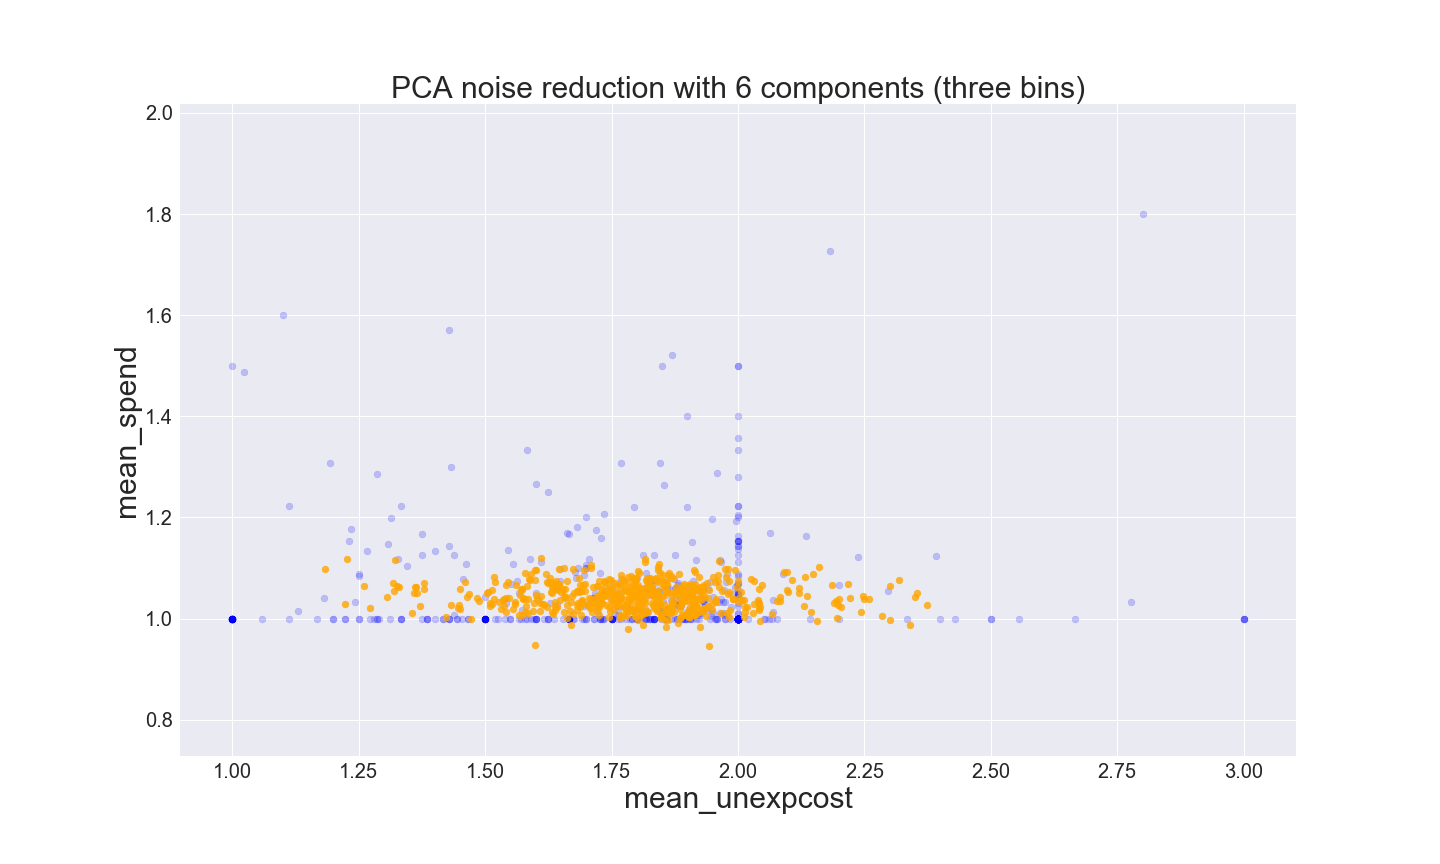 PCA noise reduction with 6 components (three bins)
2.0
1.8
1.6
1.4
1.2
1.0
0.8
mean_spend
1.00 1.25 1.50 1.75 2.00 2.25 2.50 2.75 3.00
mean_unexpcost